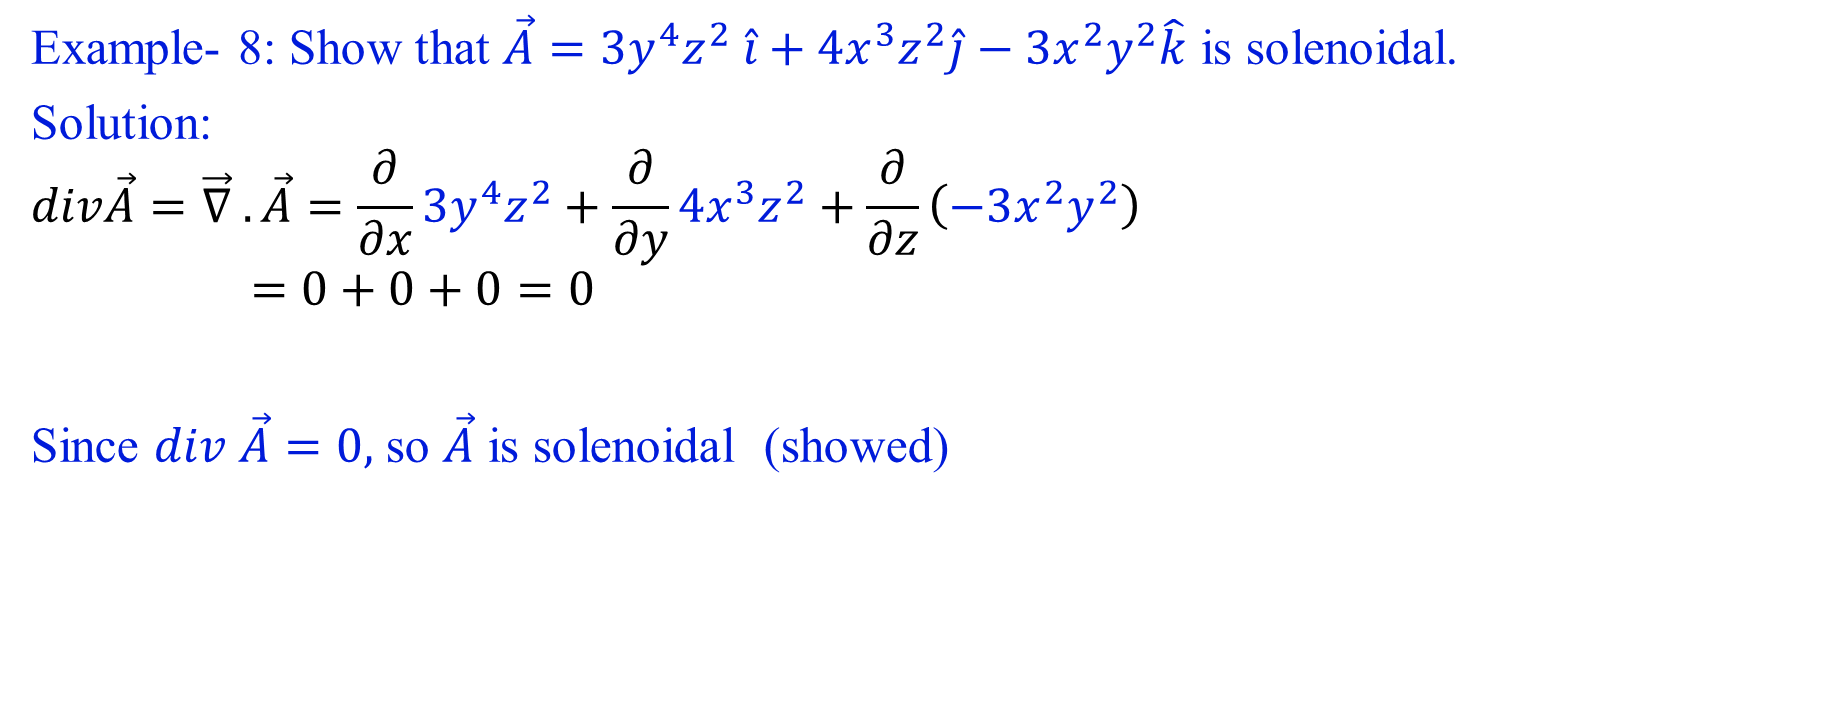 Example- 8: Show that A⃗ = 3y⁴z² î + 4x³z²ĵ − 3x²y²k̂ is solenoidal.
Solution:
divA⃗ = ∇⃗ . A⃗ = ∂/∂x 3y⁴z² + ∂/∂y 4x³z² + ∂/∂z (−3x²y²)
= 0 + 0 + 0 = 0
Since div A⃗ = 0, so A⃗ is solenoidal (showed)